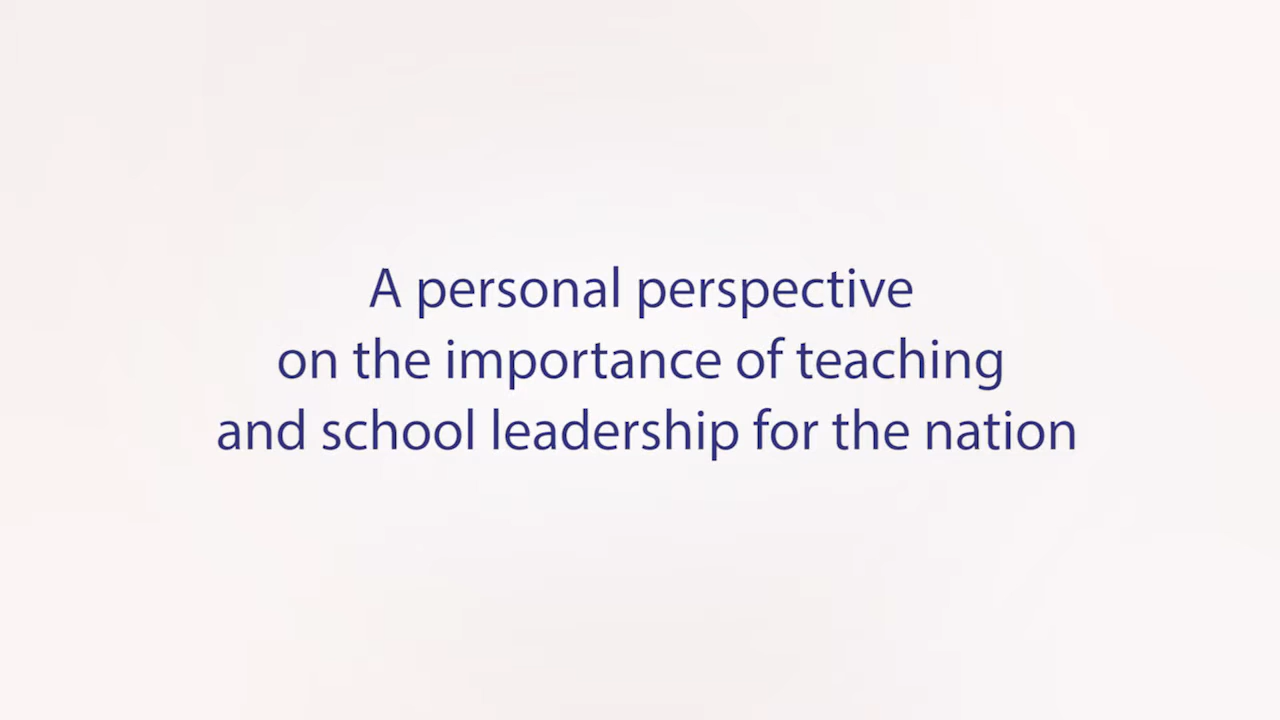 A personal perspective
on the importance of teaching
and school leadership for the nation